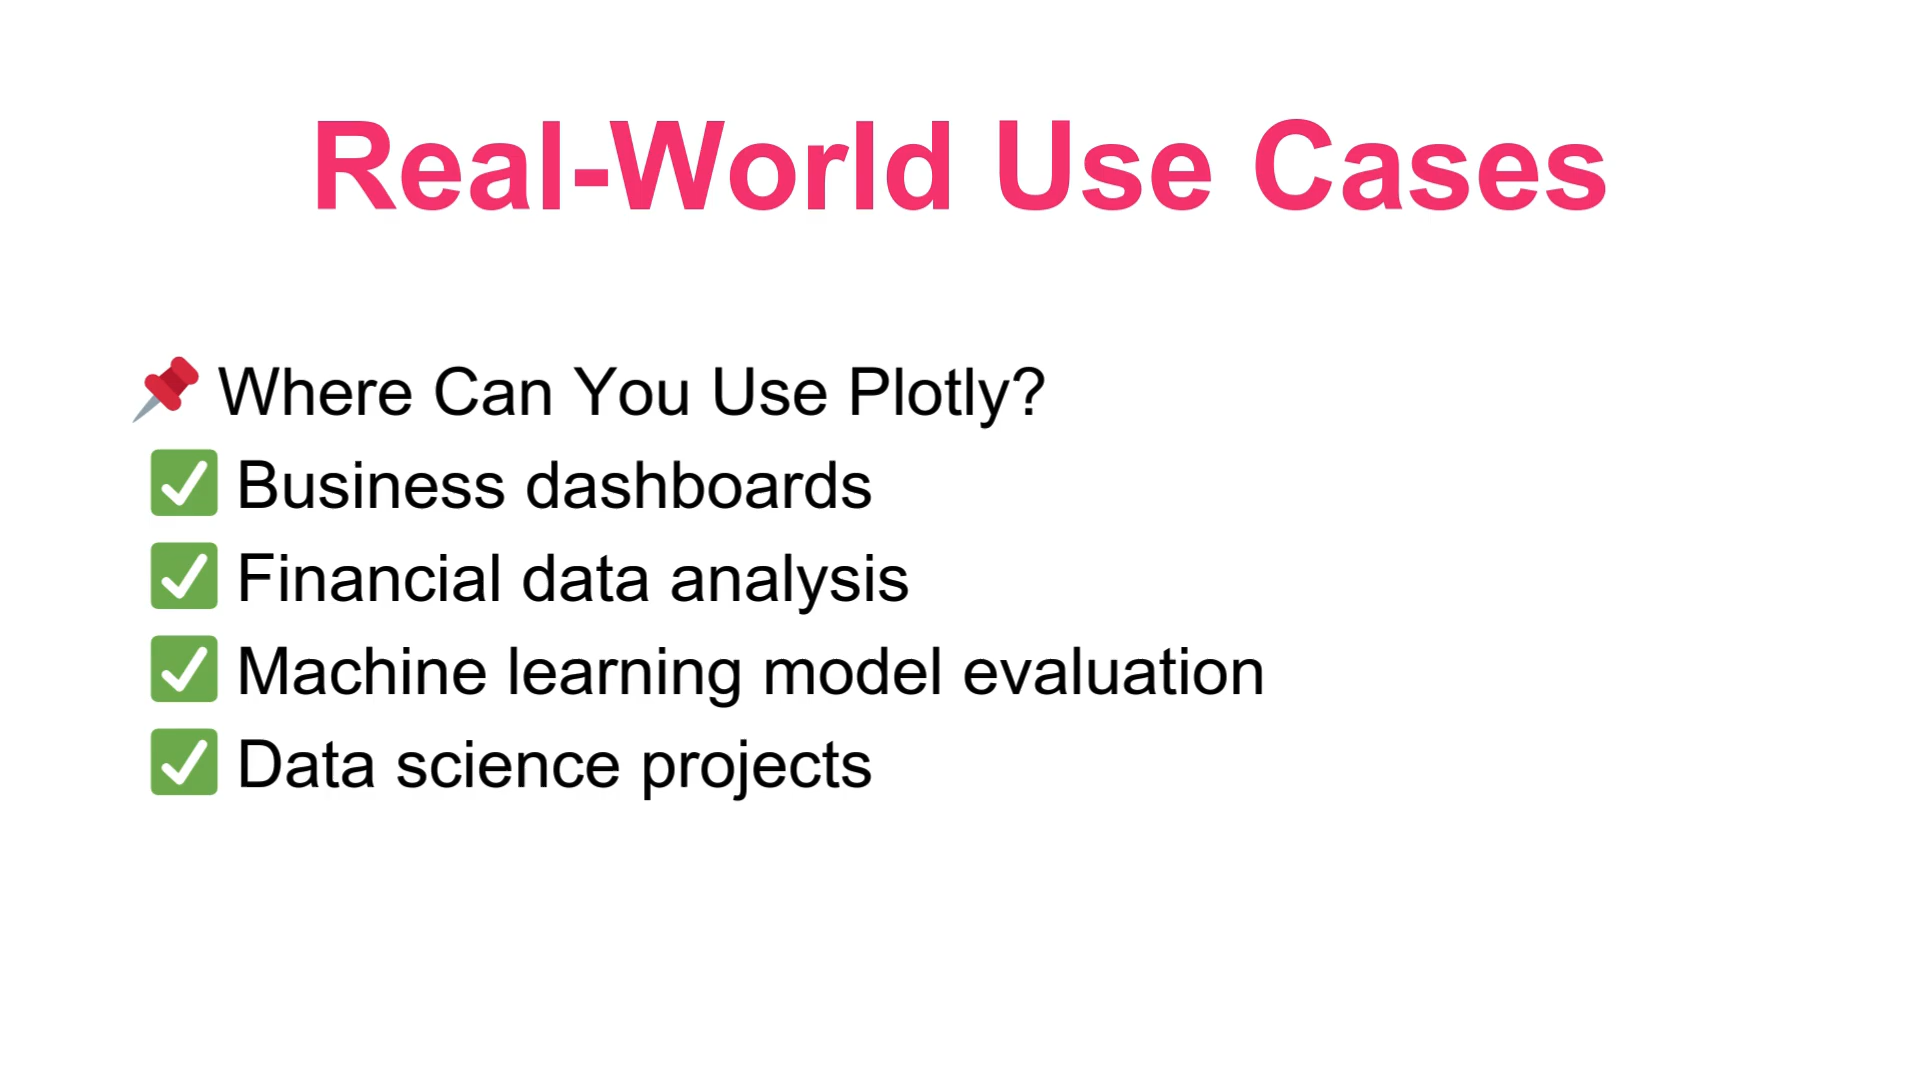 Real-World Use Cases
📌 Where Can You Use Plotly?
✅ Business dashboards
✅ Financial data analysis
✅ Machine learning model evaluation
✅ Data science projects